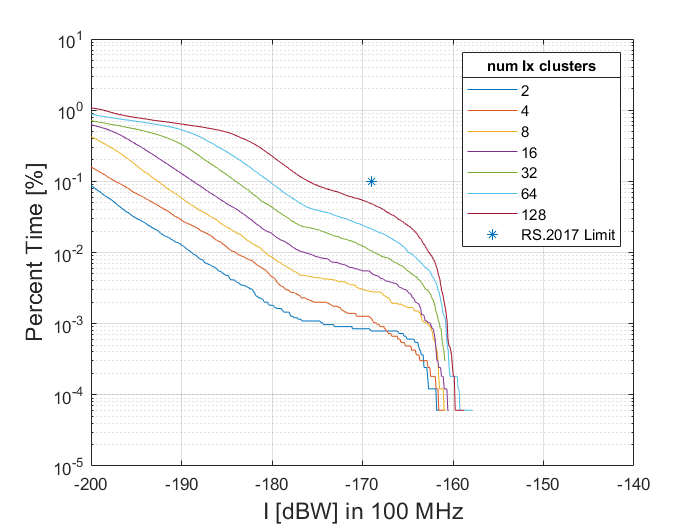 10^1
10^0
10^-1
10^-2
10^-3
10^-4
10^-5
Percent Time [%]
num Ix clusters
2
4
8
16
32
64
128
RS.2017 Limit
-200 -190 -180 -170 -160 -150 -140
I [dBW] in 100 MHz